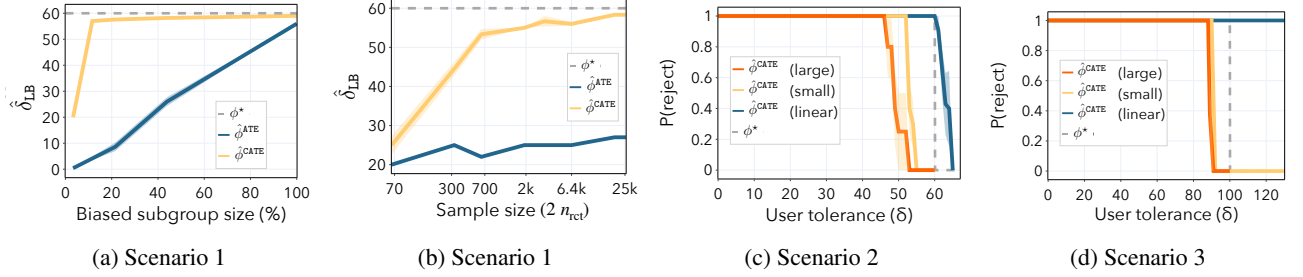 δ̂_LB
60
50
40
30
20
10
0
ϕ*
ϕ̂^ATE
ϕ̂^CATE
0 20 40 60 80 100
Biased subgroup size (%)
(a) Scenario 1
δ̂_LB
60
50
40
30
20
ϕ*
ϕ̂^ATE
ϕ̂^CATE
70 300 700 2k 6.4k 25k
Sample size (2 n_rct)
(b) Scenario 1
P(reject)
1
0.8
0.6
0.4
0.2
0
ϕ̂^CATE (large)
ϕ̂^CATE (small)
ϕ̂^CATE (linear)
ϕ*
0 10 20 30 40 50 60
User tolerance (δ)
(c) Scenario 2
P(reject)
1
0.8
0.6
0.4
0.2
0
ϕ̂^CATE (large)
ϕ̂^CATE (small)
ϕ̂^CATE (linear)
ϕ*
0 20 40 60 80 100 120
User tolerance (δ)
(d) Scenario 3